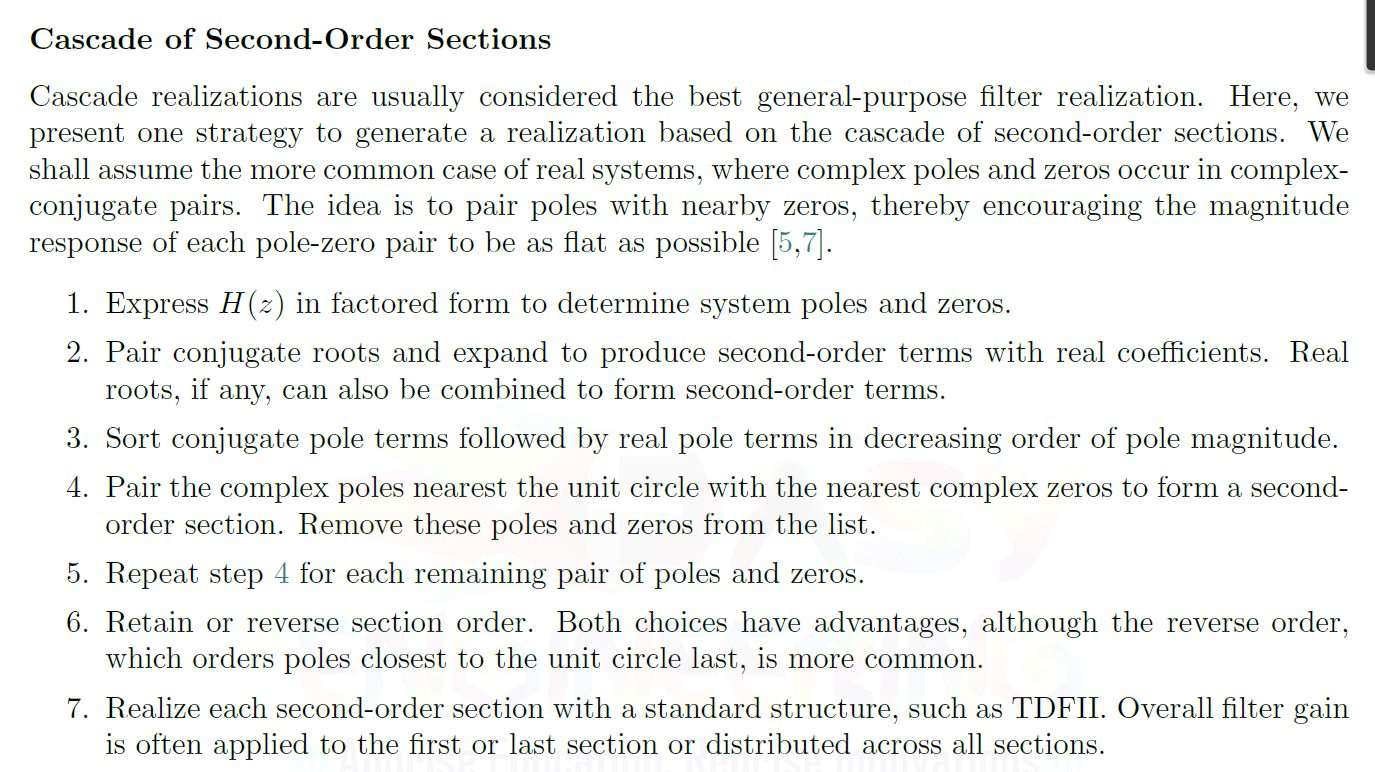 Cascade of Second-Order Sections
Cascade realizations are usually considered the best general-purpose filter realization. Here, we
present one strategy to generate a realization based on the cascade of second-order sections. We
shall assume the more common case of real systems, where complex poles and zeros occur in complex-
conjugate pairs. The idea is to pair poles with nearby zeros, thereby encouraging the magnitude
response of each pole-zero pair to be as flat as possible [5,7].
1. Express H(z) in factored form to determine system poles and zeros.
2. Pair conjugate roots and expand to produce second-order terms with real coefficients. Real
roots, if any, can also be combined to form second-order terms.
3. Sort conjugate pole terms followed by real pole terms in decreasing order of pole magnitude.
4. Pair the complex poles nearest the unit circle with the nearest complex zeros to form a second-
order section. Remove these poles and zeros from the list.
5. Repeat step 4 for each remaining pair of poles and zeros.
6. Retain or reverse section order. Both choices have advantages, although the reverse order,
which orders poles closest to the unit circle last, is more common.
7. Realize each second-order section with a standard structure, such as TDFII. Overall filter gain
is often applied to the first or last section or distributed across all sections.